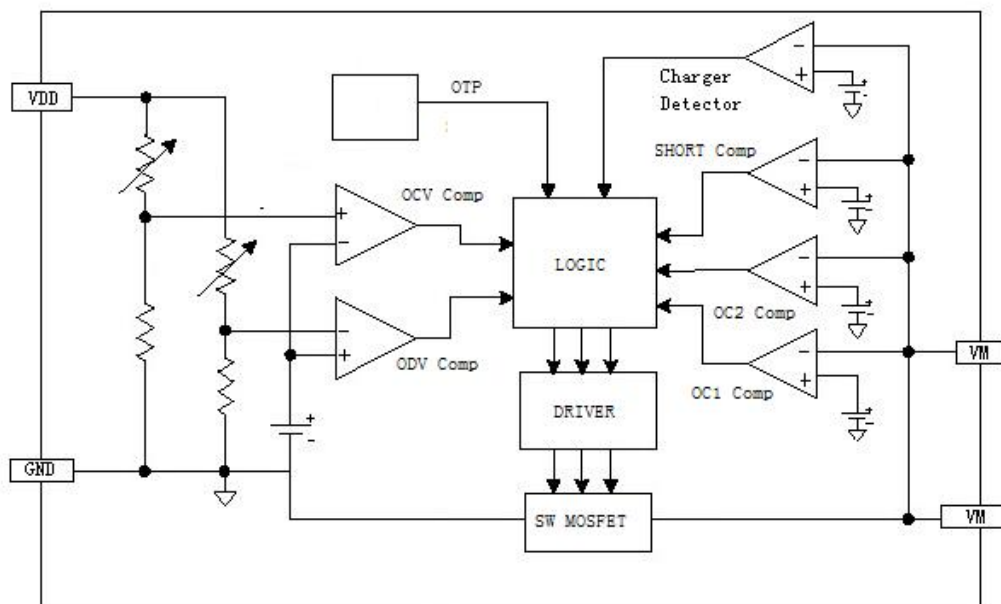 VDD
OTP
Charger
Detector
SHORT Comp
OCV Comp
LOGIC
OC2 Comp
VM
ODV Comp
OC1 Comp
DRIVER
GND
SW MOSFET
VM